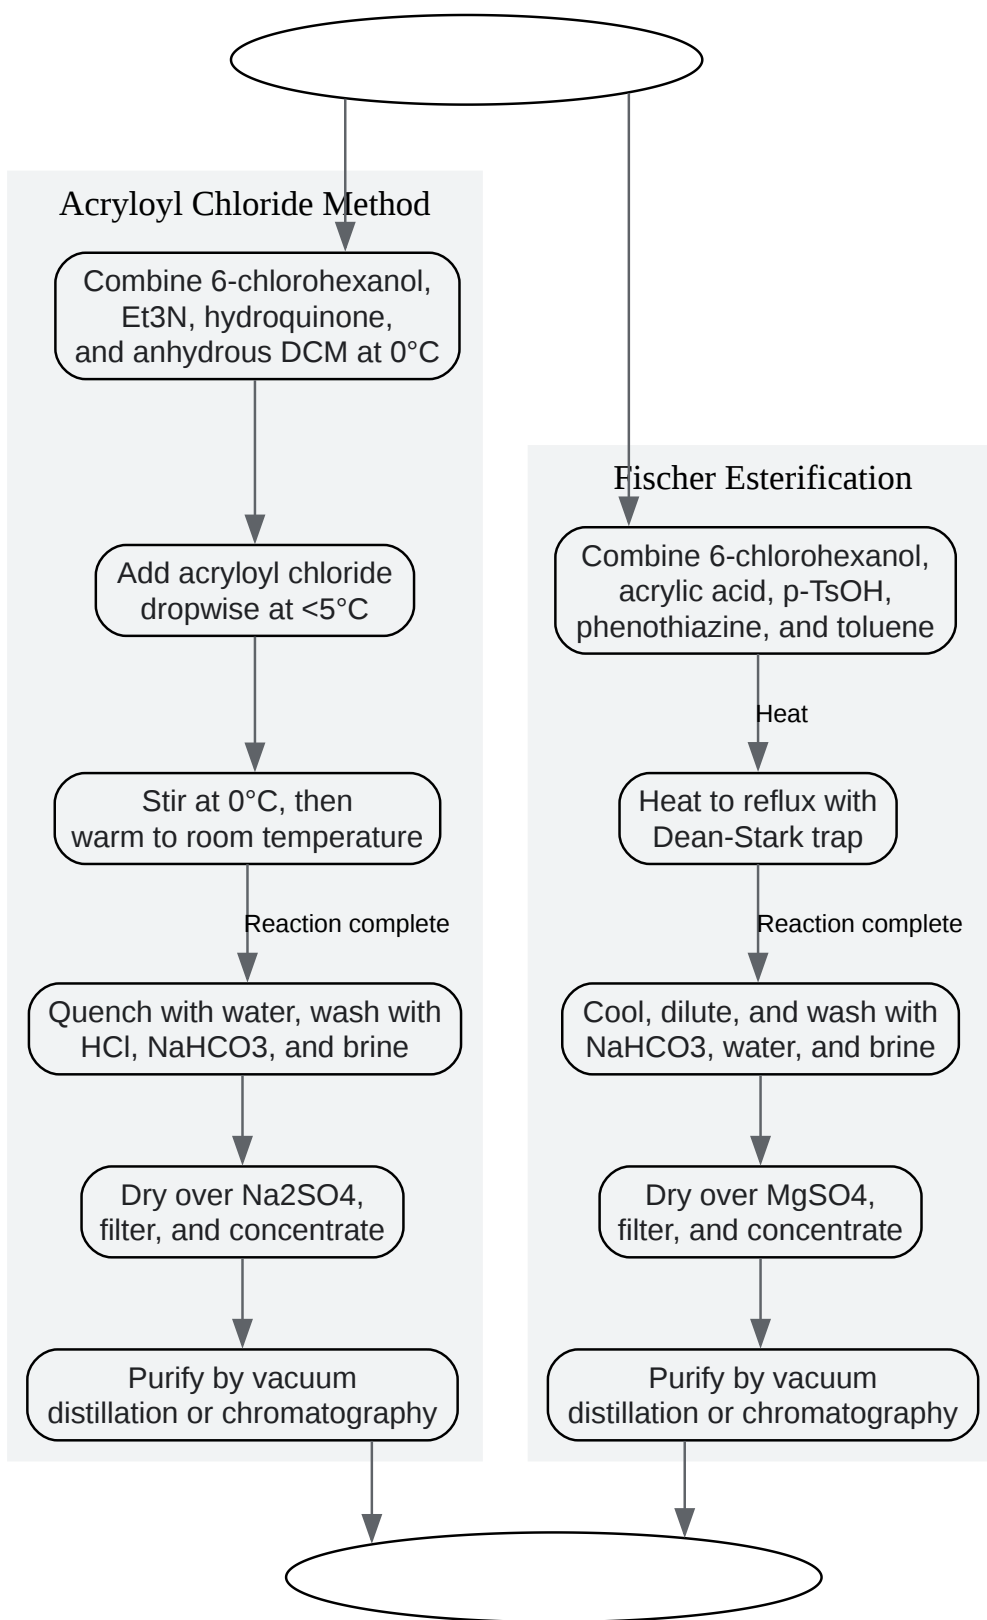 Acryloyl Chloride Method
Combine 6-chlorohexanol,
Et3N, hydroquinone,
and anhydrous DCM at 0°C
Add acryloyl chloride
dropwise at <5°C
Stir at 0°C, then
warm to room temperature
Reaction complete
Quench with water, wash with
HCl, NaHCO3, and brine
Dry over Na2SO4,
filter, and concentrate
Purify by vacuum
distillation or chromatography
Fischer Esterification
Combine 6-chlorohexanol,
acrylic acid, p-TsOH,
phenothiazine, and toluene
Heat
Heat to reflux with
Dean-Stark trap
Reaction complete
Cool, dilute, and wash with
NaHCO3, water, and brine
Dry over MgSO4,
filter, and concentrate
Purify by vacuum
distillation or chromatography